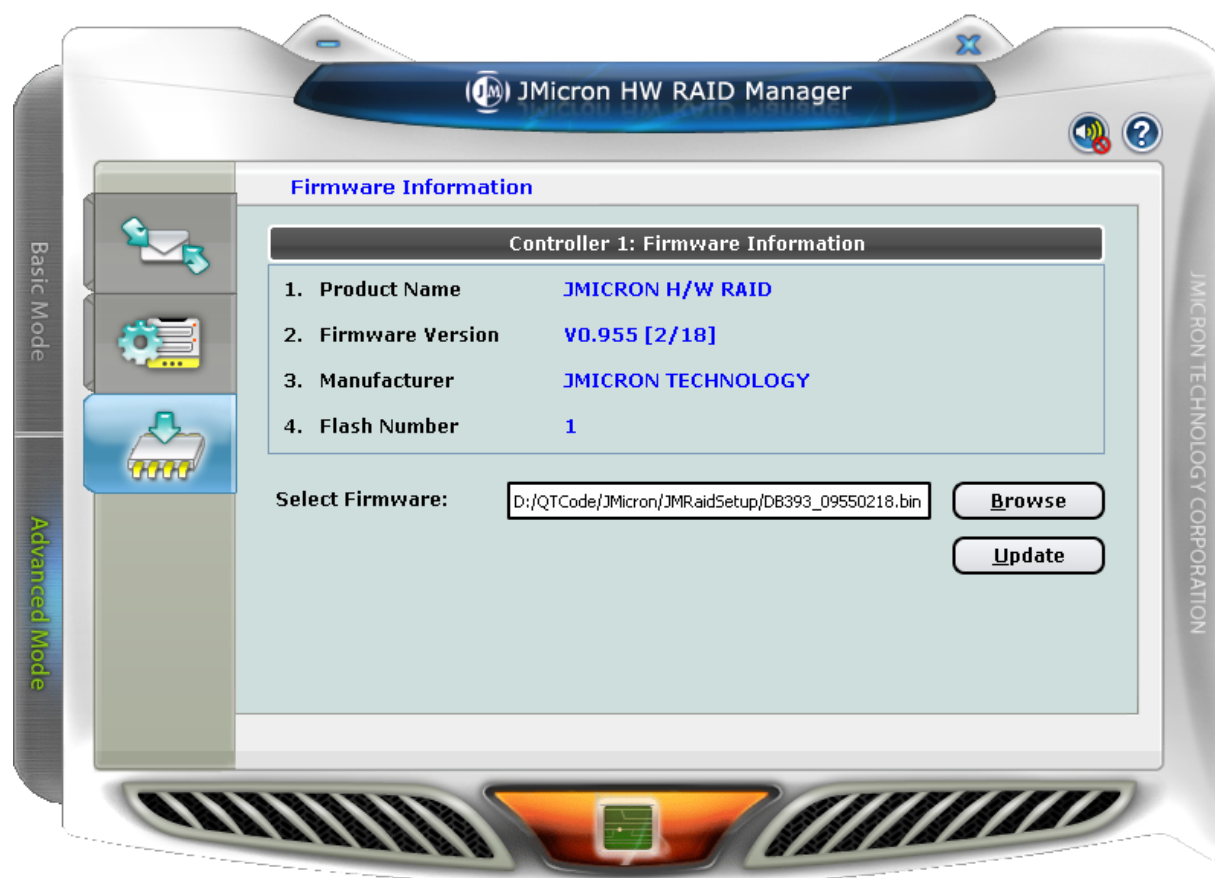 JM JMicron HW RAID Manager
?
Firmware Information
Controller 1: Firmware Information
1. Product Name JMICRON H/W RAID
2. Firmware Version V0.955 [2/18]
3. Manufacturer JMICRON TECHNOLOGY
4. Flash Number 1
Select Firmware: D:/QTCode/JMicron/JMRaidSetup/DB393_09550218.bin Browse
Update
Basic Mode
Advanced Mode
JMICRON TECHNOLOGY CORPORATION